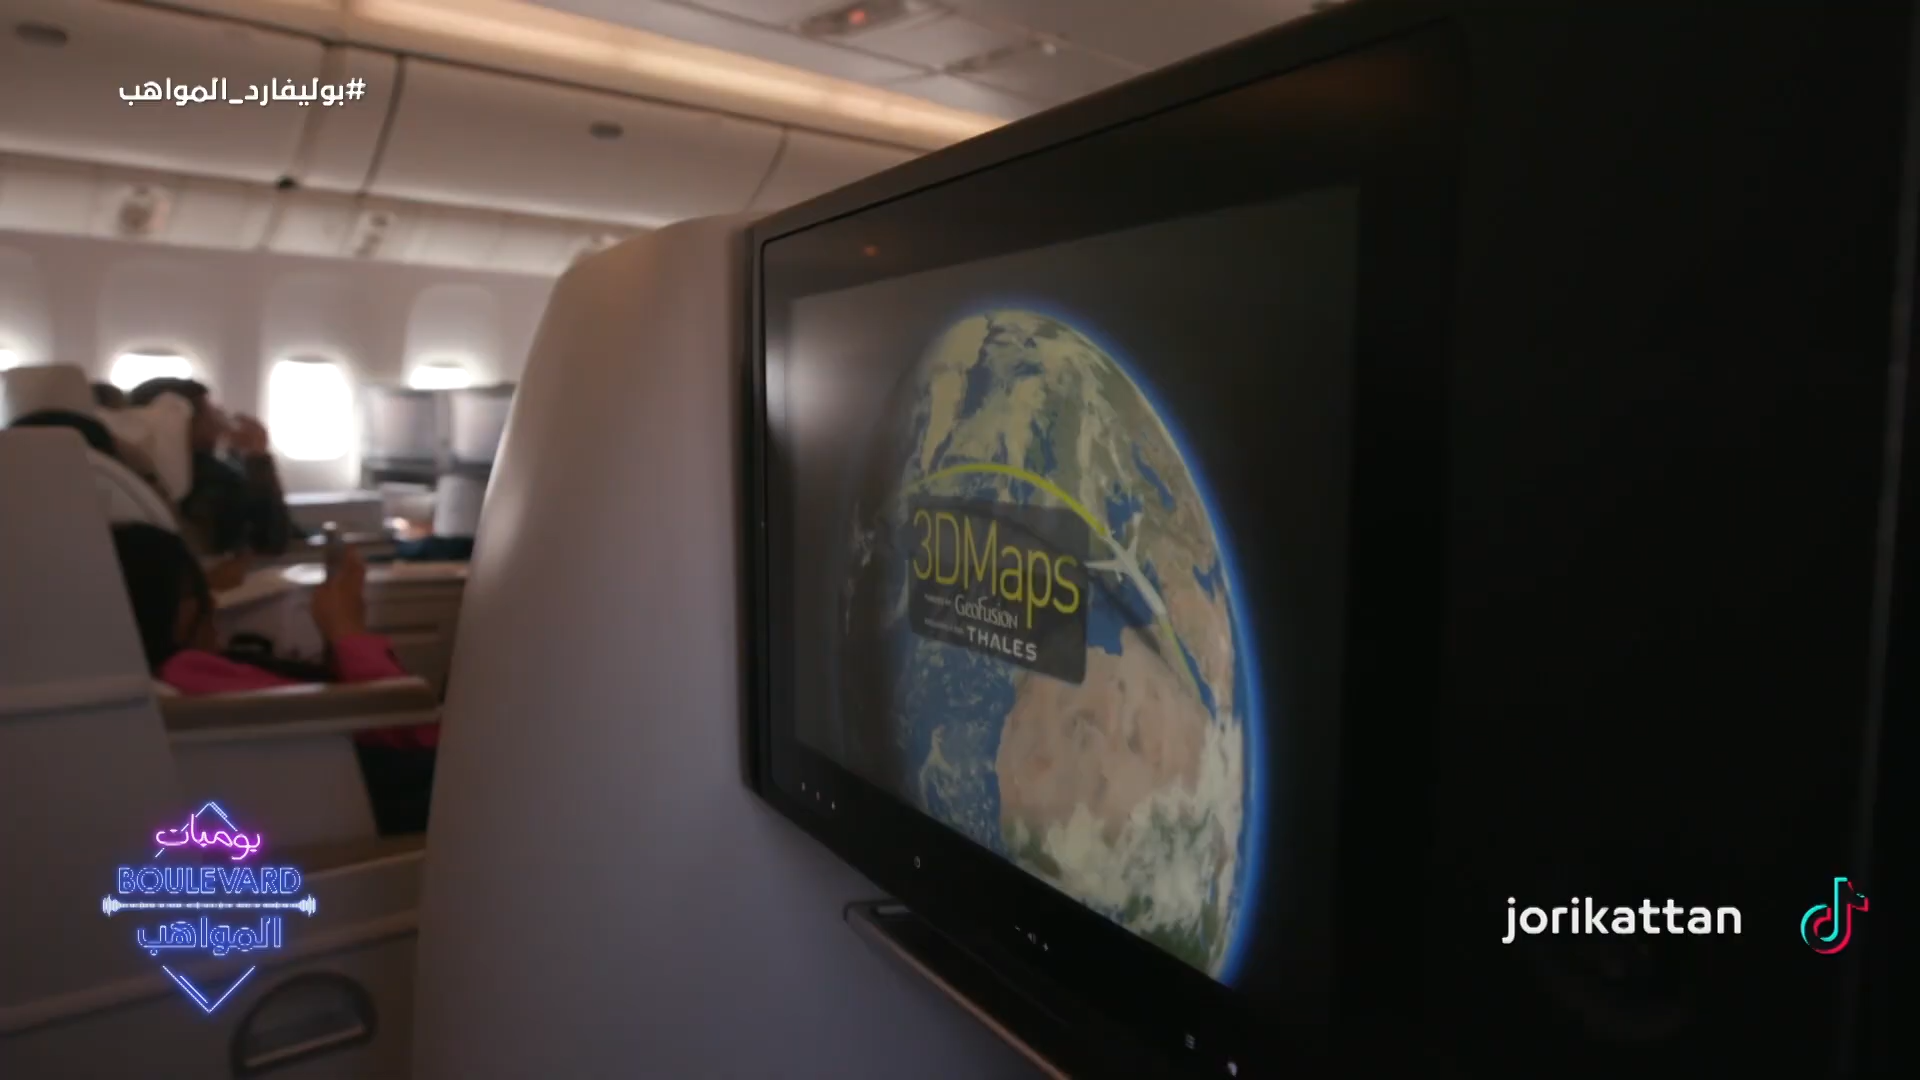 #بوليفارد_المواهب
3DMaps
GeoFusion
THALES
يوميات
BOULEVARD
المواهب
jorikattan